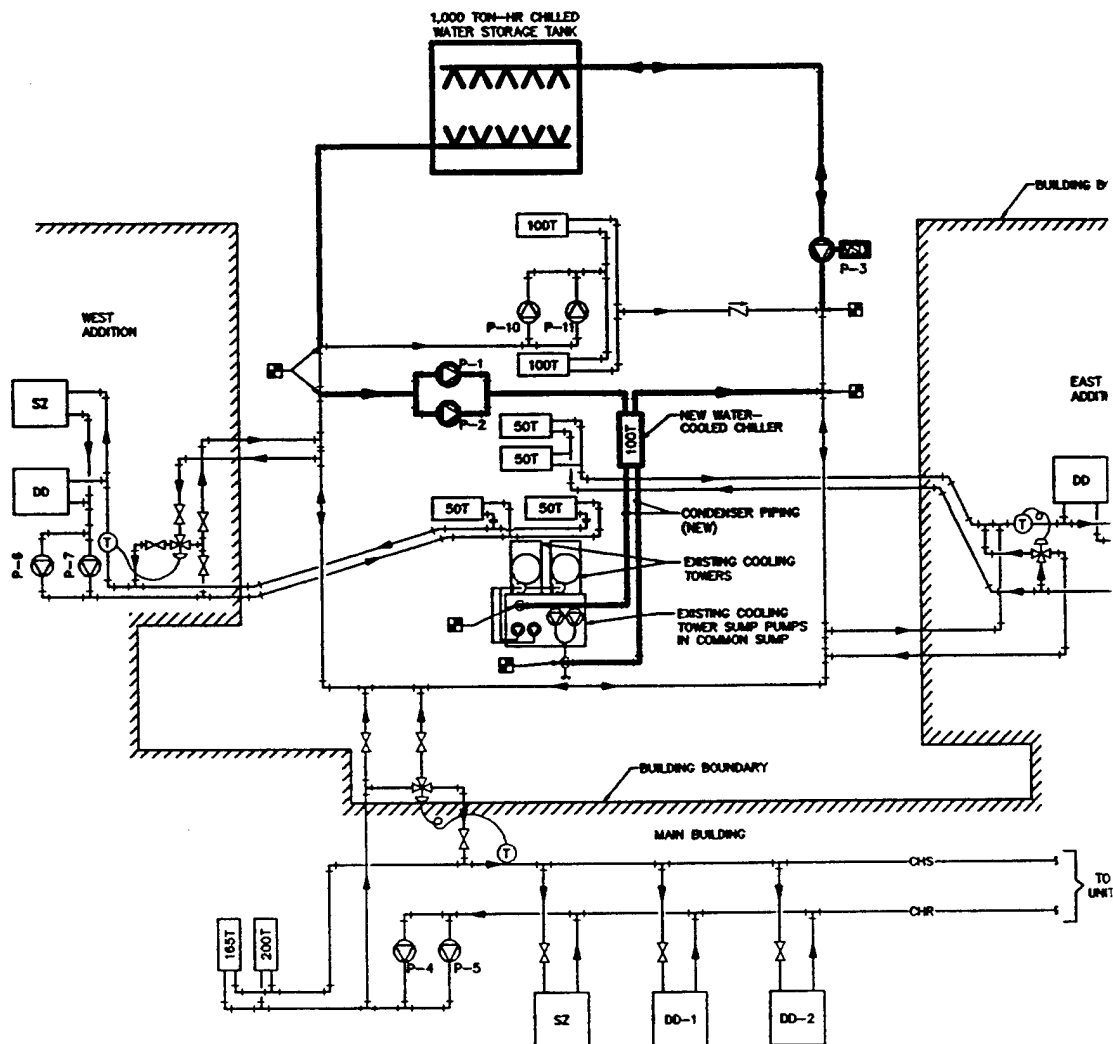 1,000 TON-HR CHILLED
WATER STORAGE TANK
BUILDING
100T
VSD
P-3
WEST
ADDITION
P-10
P-11
100T
P-1
P-2
SZ
50T
50T
100T
NEW WATER-
COOLED CHILLER
EAST
DD
DD
50T
50T
CONDENSER PIPING
(NEW)
T
T
P-6
P-7
EXISTING COOLING
TOWERS
EXISTING COOLING
TOWER SUMP PUMPS
IN COMMON SUMP
BUILDING BOUNDARY
MAIN BUILDING
T
CHS
TO
UNIT
CHR
165T
200T
P-4
P-5
SZ
DD-1
DD-2